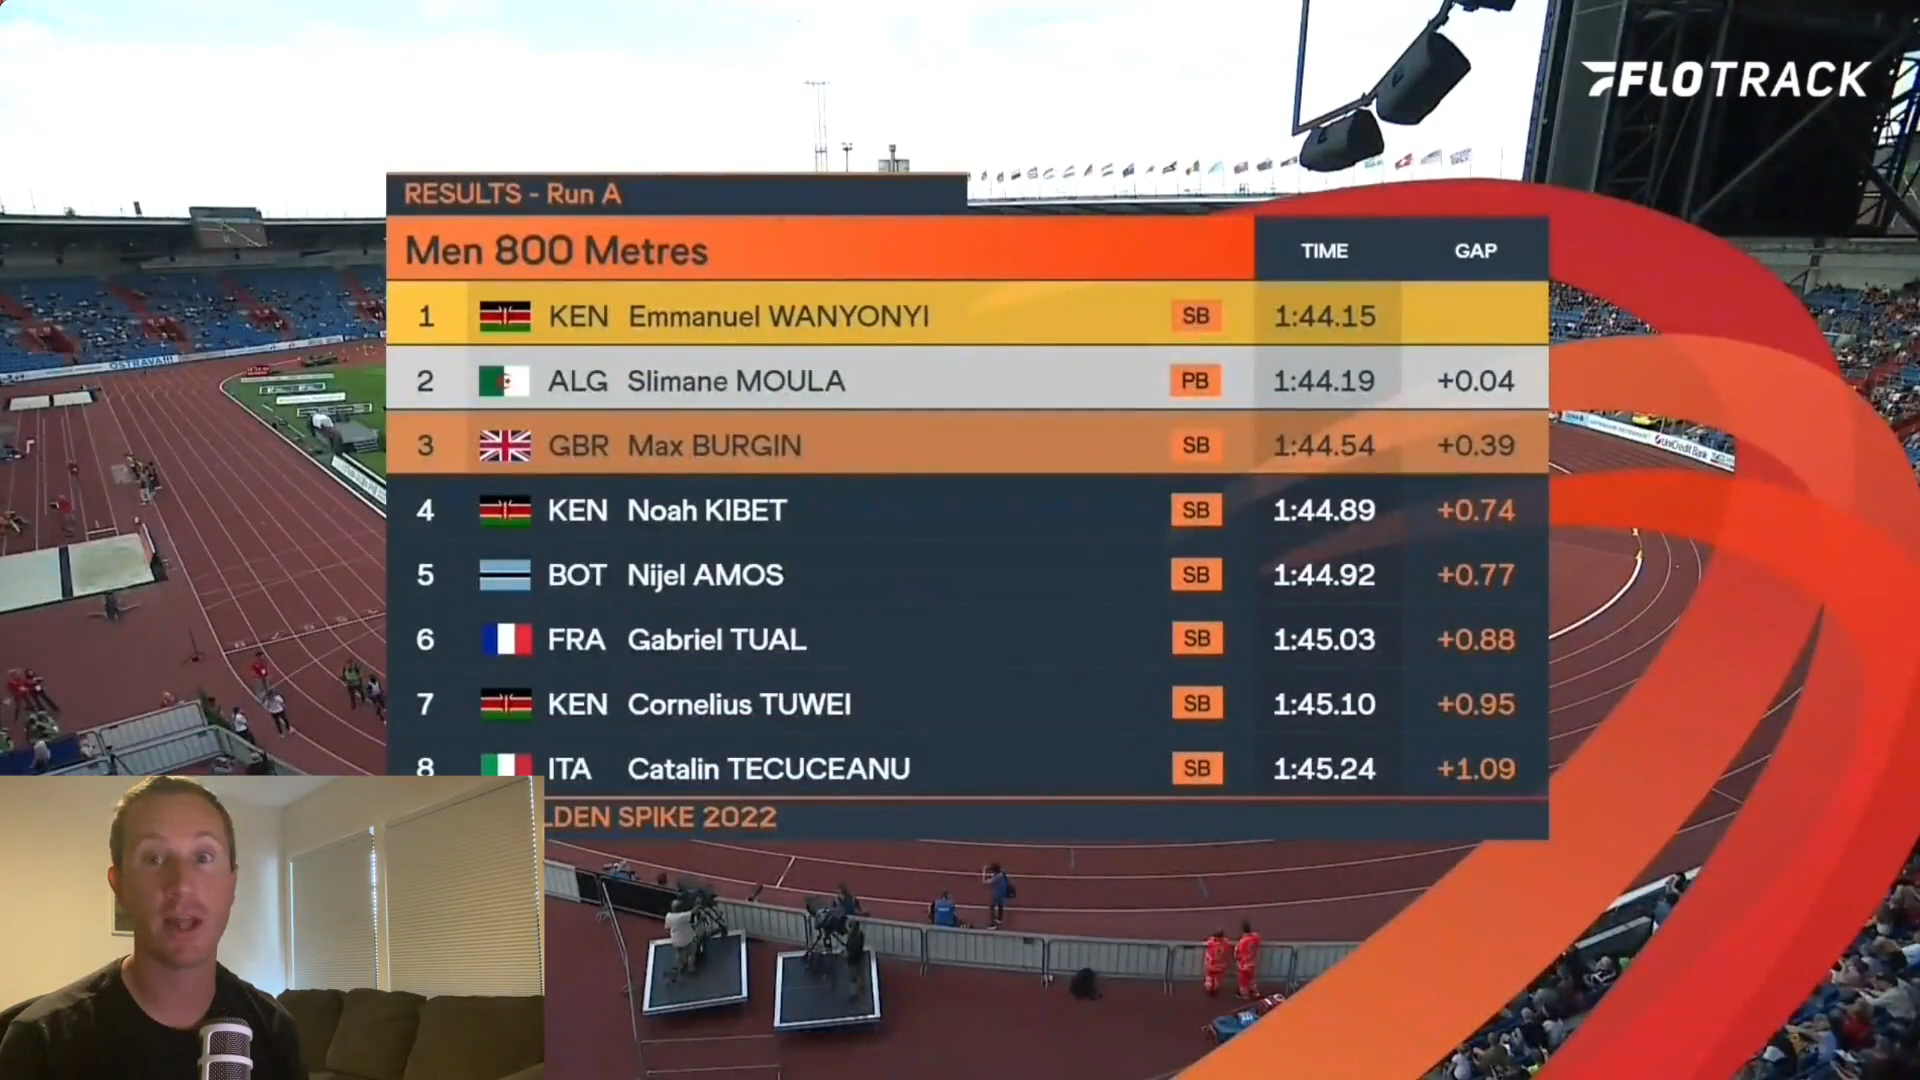 FLOTRACK
RESULTS - Run A
Men 800 Metres TIME GAP
1 KEN Emmanuel WANYONYI SB 1:44.15
2 ALG Slimane MOULA PB 1:44.19 +0.04
3 GBR Max BURGIN SB 1:44.54 +0.39
4 KEN Noah KIBET SB 1:44.89 +0.74
5 BOT Nijel AMOS SB 1:44.92 +0.77
6 FRA Gabriel TUAL SB 1:45.03 +0.88
7 KEN Cornelius TUWEI SB 1:45.10 +0.95
8 ITA Catalin TECUCEANU SB 1:45.24 +1.09
LDEN SPIKE 2022
OSTRAVA!!!
UniCredit Bank